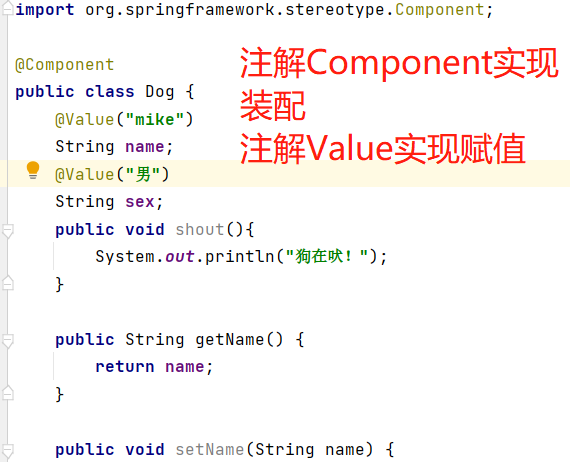 import org.springframework.stereotype.Component;
@Component
注解Component实现
public class Dog {
装配
@Value("mike")
String name;
注解Value实现赋值
@Value("男")
String sex;
public void shout(){
System.out.println("狗在吠！");
}
public String getName() {
return name;
}
public void setName(String name) {